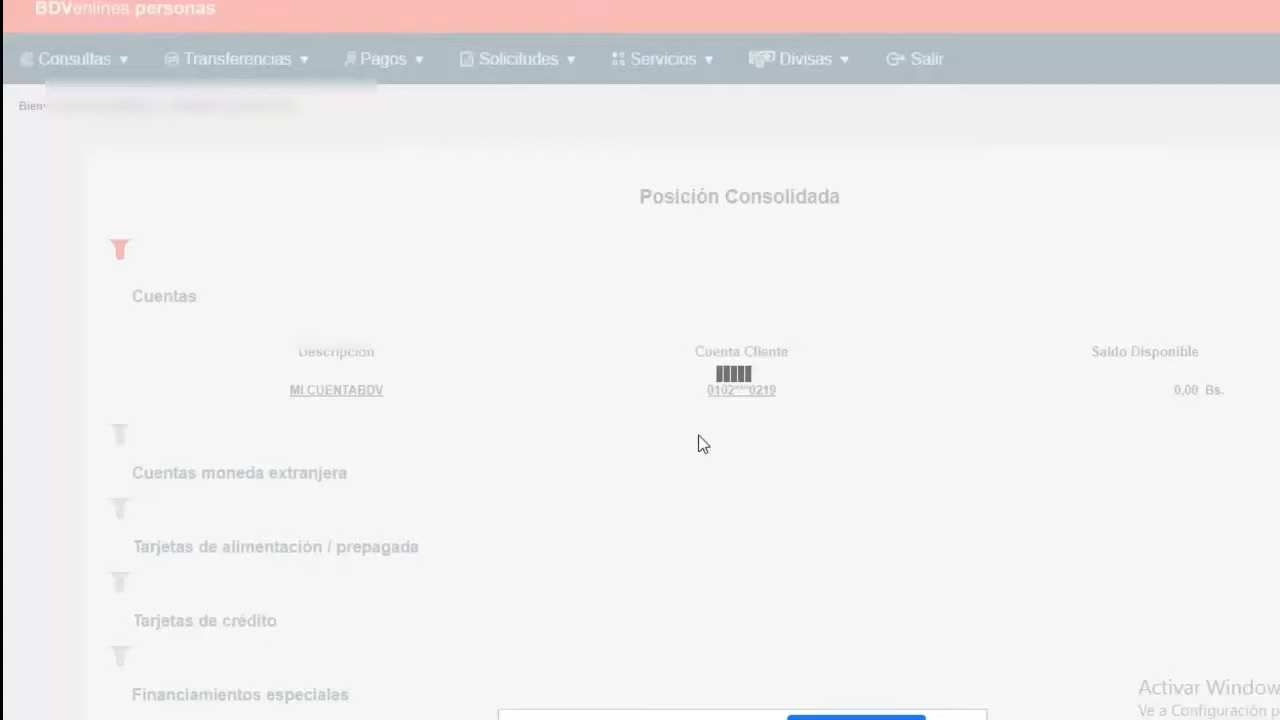 BDVenlínea personas
Consultas Transferencias Pagos Solicitudes Servicios Divisas Salir
Bien
Posición Consolidada
Cuentas
Descripción Cuenta Cliente Saldo Disponible
MI CUENTABDV 0102****0219 0,00 Bs.
Cuentas moneda extranjera
Tarjetas de alimentación / prepagada
Tarjetas de crédito
Financiamientos especiales
Activar Window
Ve a Configuración p